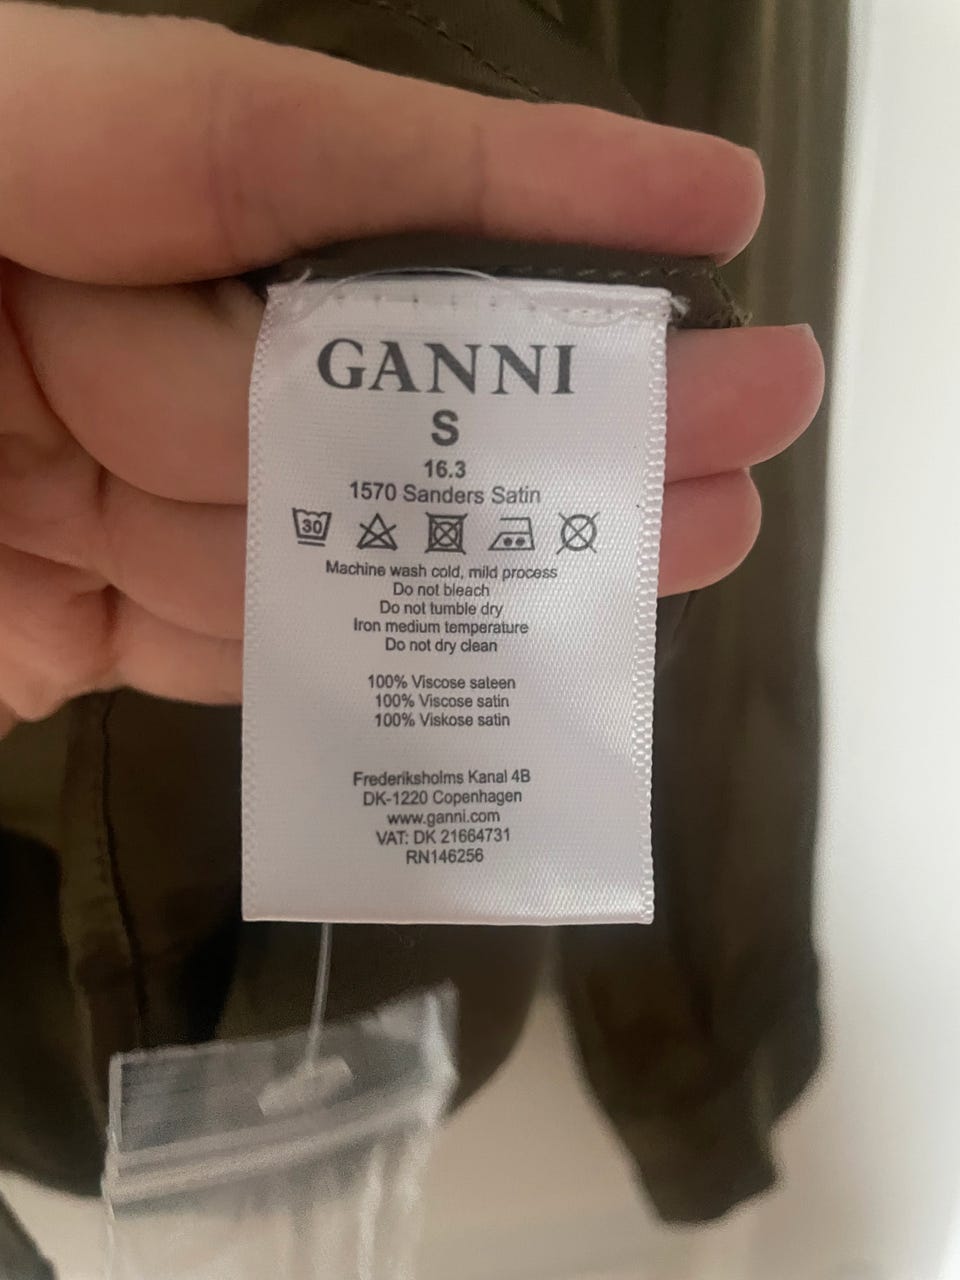 GANNI
S
16.3
1570 Sanders Satin
30
Machine wash cold, mild process
Do not bleach
Do not tumble dry
Iron medium temperature
Do not dry clean
100% Viscose sateen
100% Viscose satin
100% Viskose satin
Frederiksholms Kanal 4B
DK-1220 Copenhagen
www.ganni.com
VAT: DK 21664731
RN146256